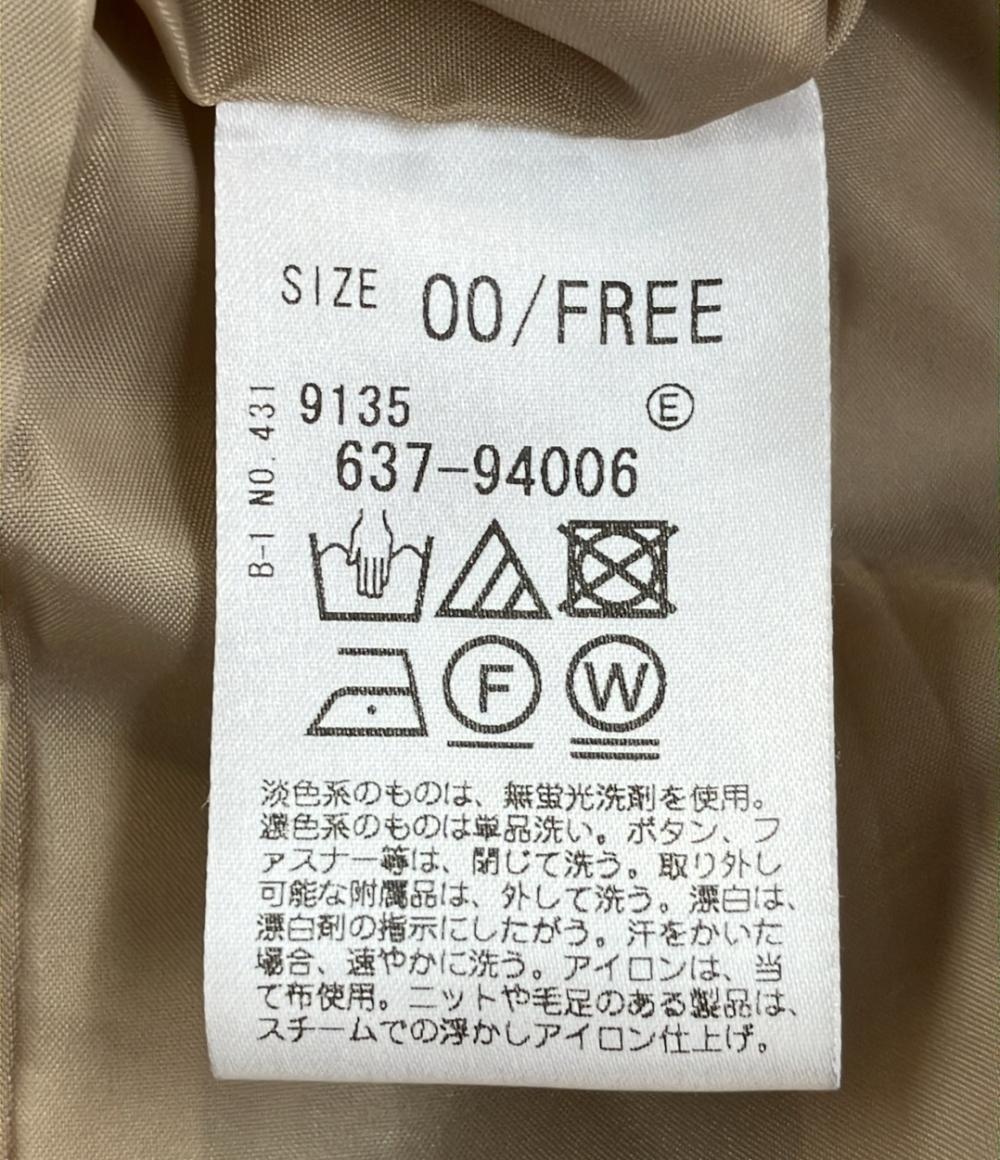 SIZE 00/FREE
B-1 NO.431
9135 Ⓔ
637-94006
F W
淡色系のものは、無蛍光洗剤を使用。
濃色系のものは単品洗い。ボタン、フ
ァスナー等は、閉じて洗う。取り外し
可能な附属品は、外して洗う。漂白は、
漂白剤の指示にしたがう。汗をかいた
場合、速やかに洗う。アイロンは、当
て布使用。ニットや毛足のある製品は、
スチームでの浮かしアイロン仕上げ。